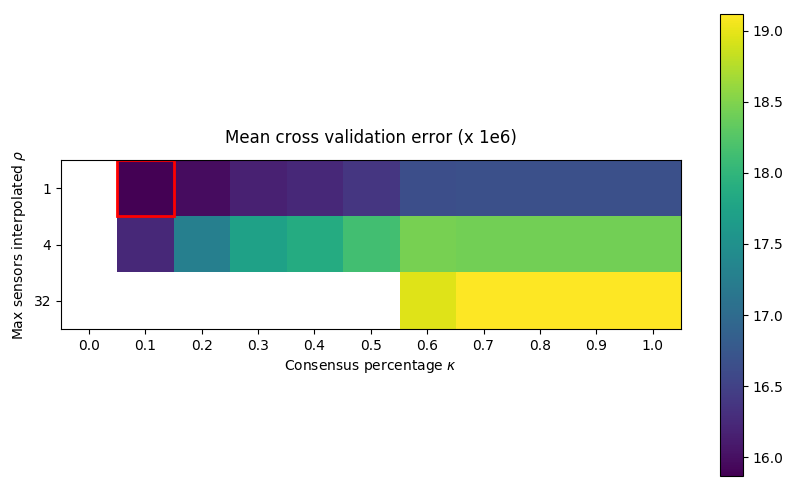 Mean cross validation error (x 1e6)
Max sensors interpolated ρ
1
4
32
0.0 0.1 0.2 0.3 0.4 0.5 0.6 0.7 0.8 0.9 1.0
Consensus percentage κ
19.0
18.5
18.0
17.5
17.0
16.5
16.0